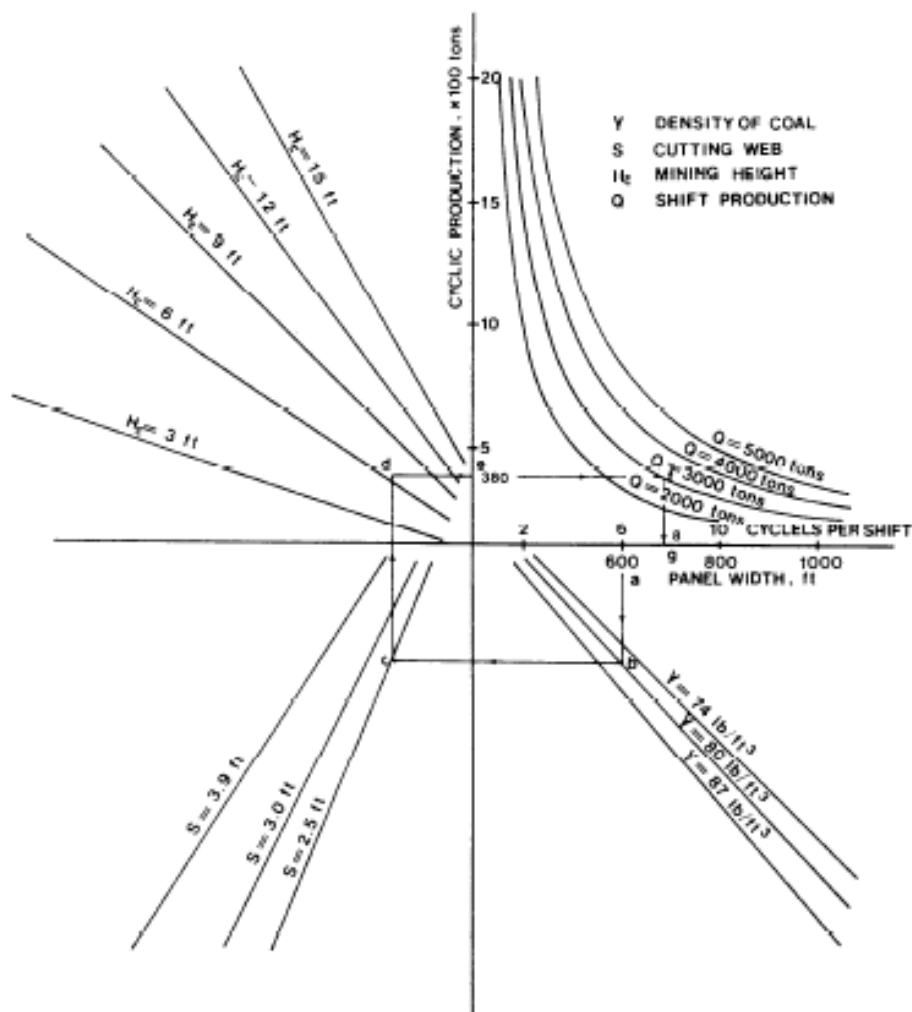 CYCLIC PRODUCTION, ×100 tons
20
15
10
5
380
Y DENSITY OF COAL
S CUTTING WEB
Hc MINING HEIGHT
Q SHIFT PRODUCTION
Hc= 15 ft
Hc= 12 ft
Hc= 9 ft
Hc= 6 ft
Hc= 3 ft
Q = 5000 tons
Q = 4000 tons
Q = 3000 tons
Q = 2000 tons
d
e
f
2
6
8
10
CYCLELS PER SHIFT
600
g
800
1000
a
PANEL WIDTH, ft
c
b
γ = 74 lb/ft3
γ = 80 lb/ft3
γ = 87 lb/ft3
S = 3.9 ft
S = 3.0 ft
S = 2.5 ft